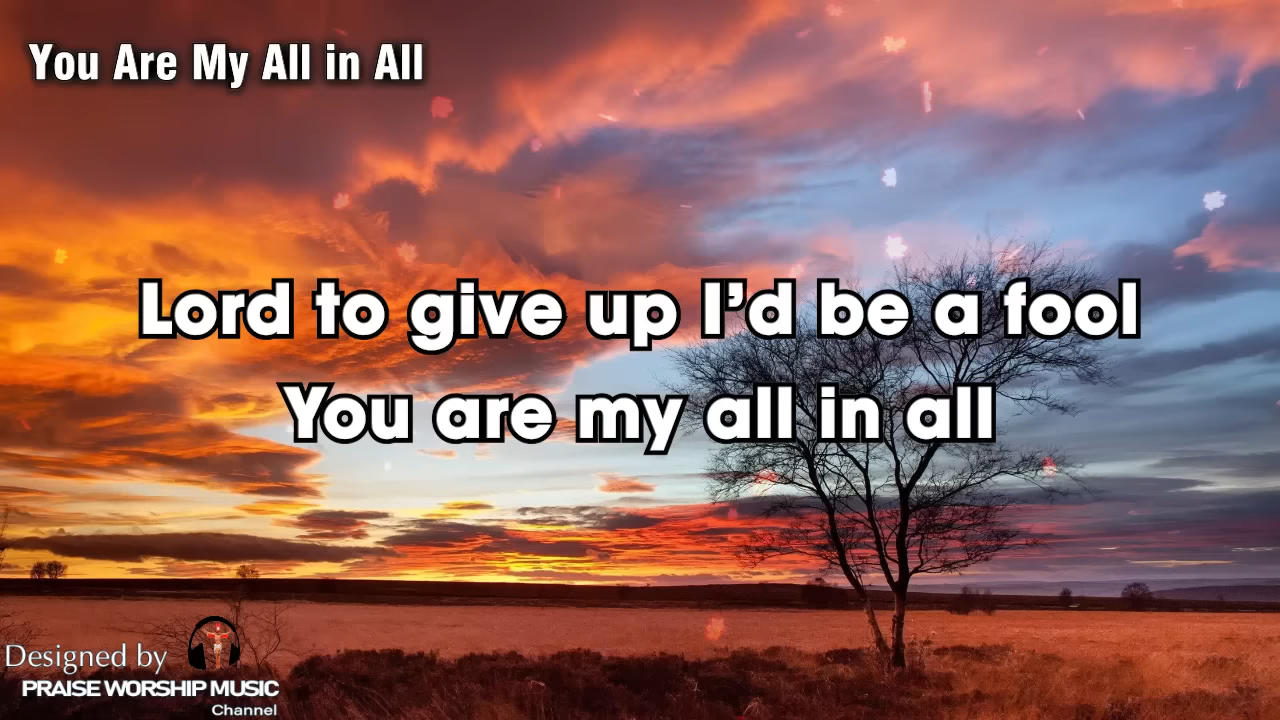 You Are My All in All
Lord to give up I’d be a fool
You are my all in all
Designed by
PRAISE WORSHIP MUSIC
Channel